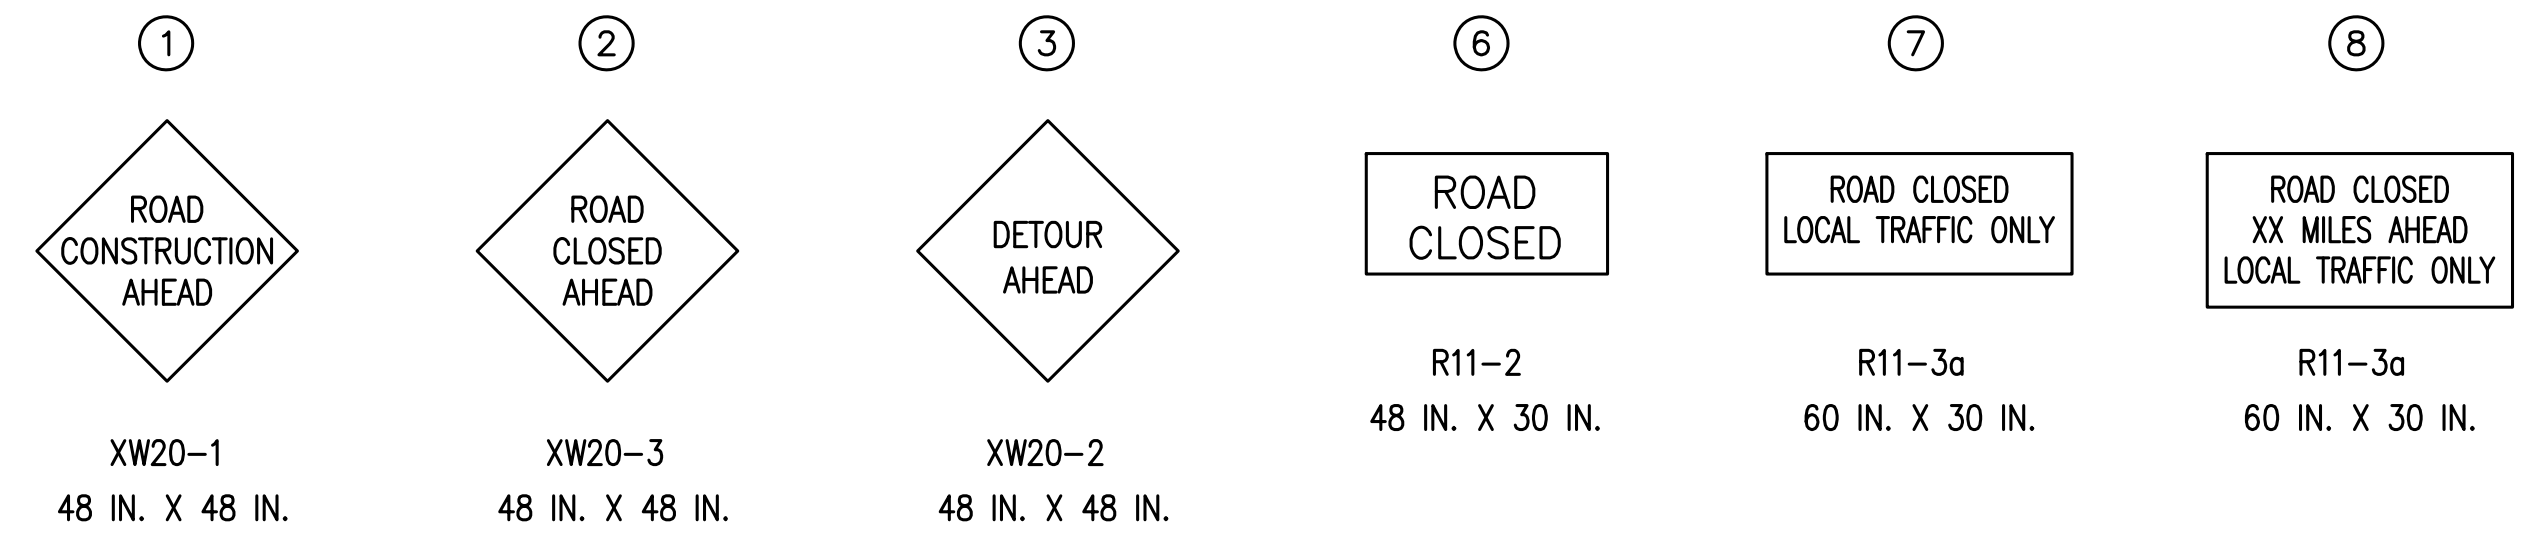 1
ROAD
CONSTRUCTION
AHEAD
XW20-1
48 IN. X 48 IN.
2
ROAD
CLOSED
AHEAD
XW20-3
48 IN. X 48 IN.
3
DETOUR
AHEAD
XW20-2
48 IN. X 48 IN.
6
ROAD
CLOSED
R11-2
48 IN. X 30 IN.
7
ROAD CLOSED
LOCAL TRAFFIC ONLY
R11-3a
60 IN. X 30 IN.
8
ROAD CLOSED
XX MILES AHEAD
LOCAL TRAFFIC ONLY
R11-3a
60 IN. X 30 IN.